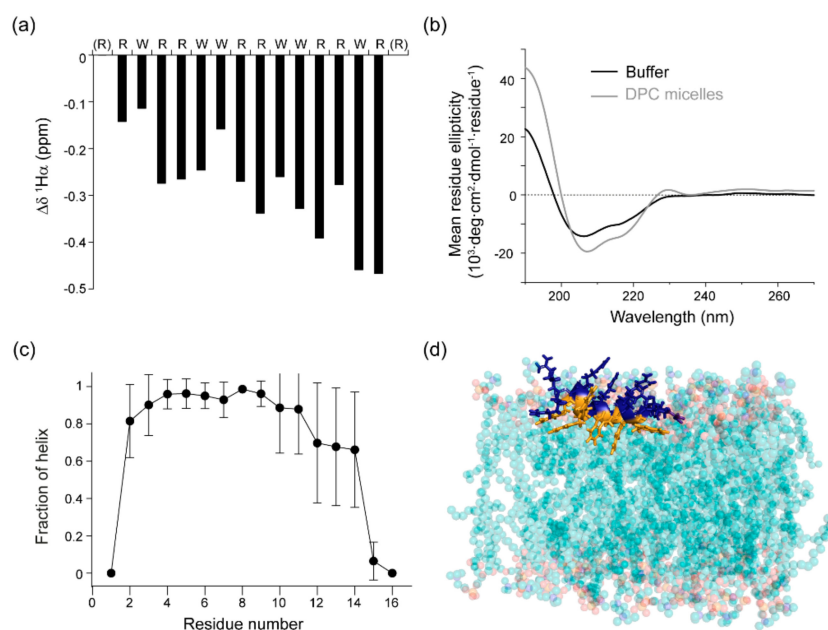 (a)
(R) R W R R W W R R W W R R W R (R)
0
-0.1
-0.2
-0.3
-0.4
-0.5
Δδ ¹Hα (ppm)
(b)
Buffer
DPC micelles
40
20
0
-20
Mean residue ellipticity
(10³·deg·cm²·dmol⁻¹·residue⁻¹)
200 220 240 260
Wavelength (nm)
(c)
1
0.8
0.6
0.4
0.2
0
Fraction of helix
0 2 4 6 8 10 12 14 16
Residue number
(d)